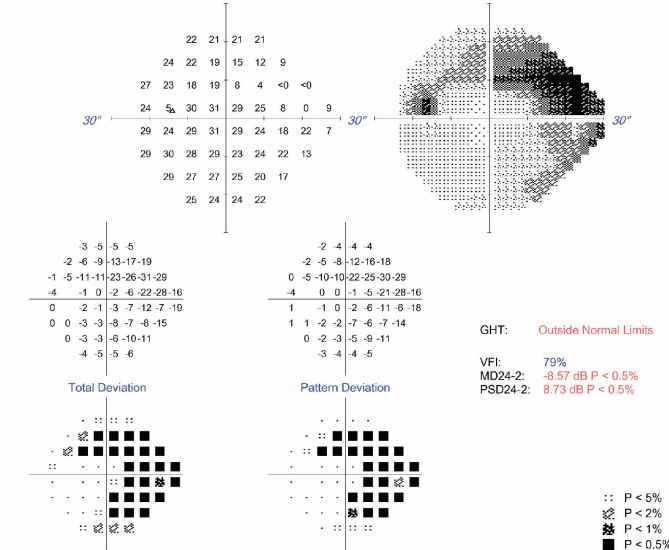 22 21 21 21
24 22 19 15 12 9
27 23 18 19 8 4 <0 <0
24 5 30 31 29 25 8 0 9
30° 30° 30°
29 24 29 31 29 24 18 22 7
29 30 28 29 23 24 22 13
29 27 27 25 20 17
25 24 24 22
-3 -5 -5 -5
-2 -6 -9 -13 -17 -19
-1 -5 -11 -11 -23 -26 -31 -29
-4 -1 0 -2 -6 -22 -28 -16
0 -2 -1 -3 -7 -12 -7 -19
0 0 -3 -3 -8 -7 -8 -15
0 -3 -3 -6 -10 -11
-4 -5 -5 -6
-2 -4 -4 -4
-2 -5 -8 -12 -16 -18
0 -5 -10 -10 -22 -25 -30 -29
-4 0 0 -1 -5 -21 -28 -16
1 -1 0 -3 -6 -11 -6 -18
1 1 -2 -2 -7 -6 -7 -14
0 -2 -2 -6 -9 -11
-3 -4 -4 -5
Total Deviation
Pattern Deviation
GHT: Outside Normal Limits
VFI: 79%
MD24-2: -8.57 dB P < 0.5%
PSD24-2: 8.73 dB P < 0.5%
P < 5%
P < 2%
P < 1%
P < 0.5%